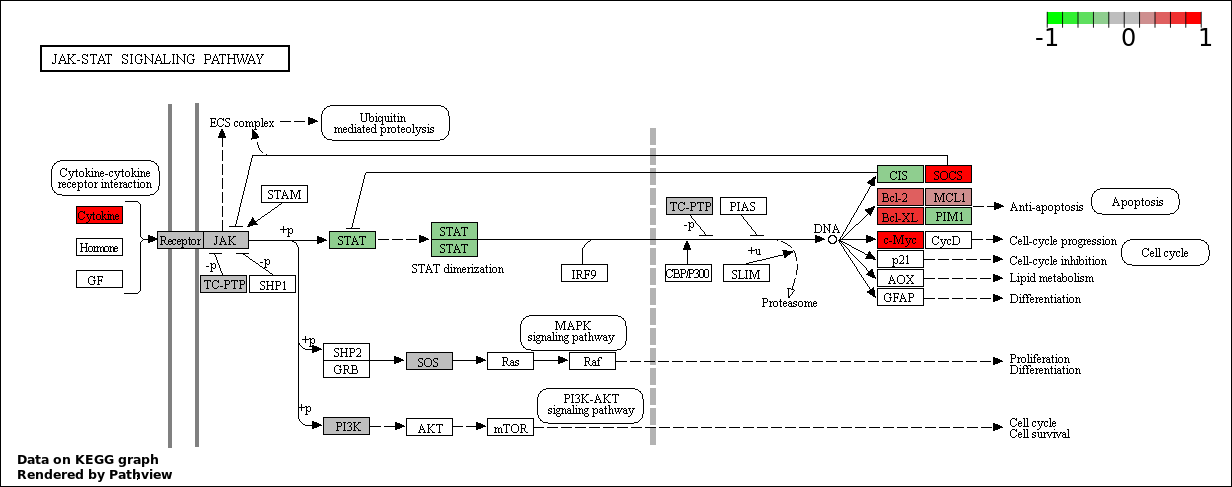 -1 0 1
JAK-STAT SIGNALING PATHWAY
ECS complex
Ubiquitin
mediated proteolysis
Cytokine-cytokine
receptor interaction
Cytokine
Hormone
GF
Receptor
JAK
STAM
+p
-p
-p
TC-PTP
SHP1
STAT
STAT
STAT
STAT dimerization
IRF9
TC-PTP
PIAS
-p
CBP/P300
+u
SLIM
Proteasome
DNA
CIS
SOCS
Bcl-2
MCL1
Bcl-XL
PIM1
c-Myc
CycD
p21
AOX
GFAP
Anti-apoptosis
Apoptosis
Cell-cycle progression
Cell-cycle inhibition
Cell cycle
Lipid metabolism
Differentiation
+p
SHP2
GRB
SOS
Ras
Raf
MAPK
signaling pathway
Proliferation
Differentiation
+p
PI3K
AKT
mTOR
PI3K-AKT
signaling pathway
Cell cycle
Cell survival
Data on KEGG graph
Rendered by Pathview